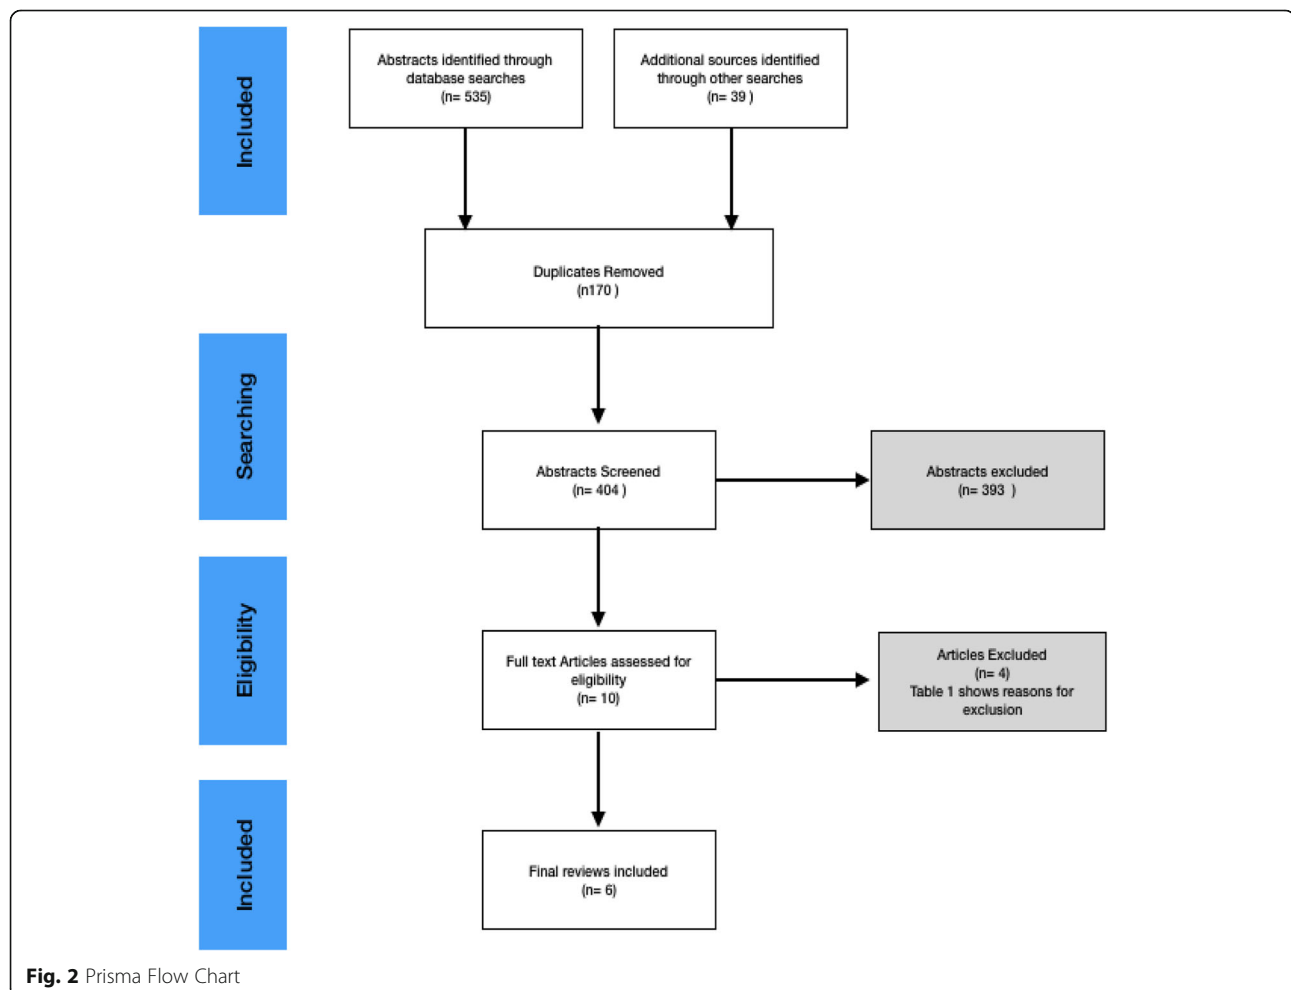 Included
Abstracts identified through
database searches
(n= 535)
Additional sources identified
through other searches
(n= 39 )
Duplicates Removed
(n170 )
Searching
Abstracts Screened
(n= 404 )
Abstracts excluded
(n= 393 )
Eligibility
Full text Articles assessed for
eligibility
(n= 10)
Articles Excluded
(n= 4)
Table 1 shows reasons for
exclusion
Included
Final reviews included
(n= 6)
Fig. 2 Prisma Flow Chart